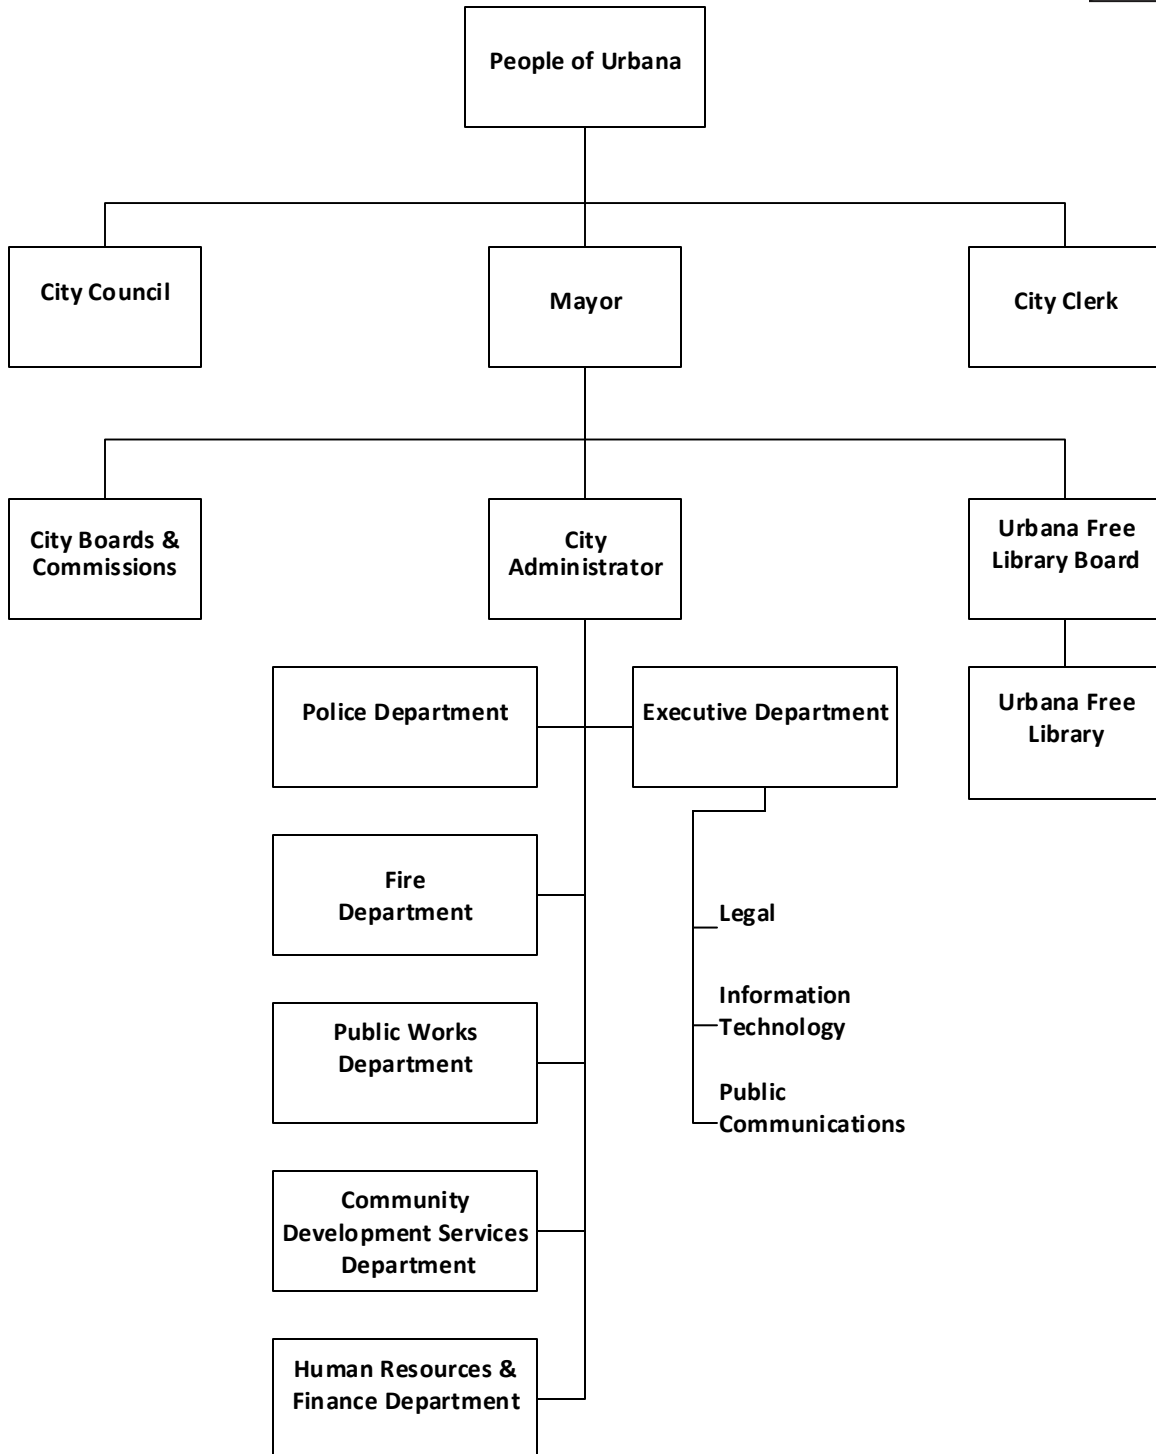 People of Urbana
City Council
Mayor
City Clerk
City Boards &
Commissions
City
Administrator
Urbana Free
Library Board
Police Department
Executive Department
Urbana Free
Library
Fire
Department
Legal
Information
Technology
Public Works
Department
Public
Communications
Community
Development Services
Department
Human Resources &
Finance Department